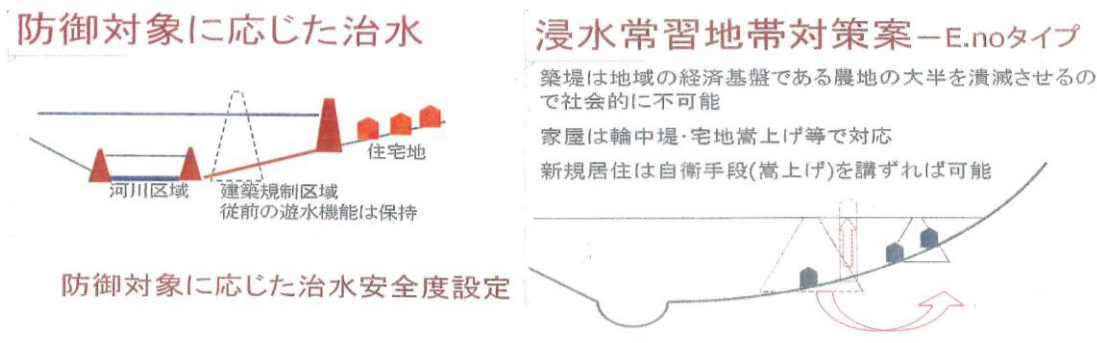 防御対象に応じた治水
河川区域
建築規制区域
従前の遊水機能は保持
住宅地
防御対象に応じた治水安全度設定
浸水常習地帯対策案－E.noタイプ
築堤は地域の経済基盤である農地の大半を潰滅させるの
で社会的に不可能
家屋は輪中堤・宅地嵩上げ等で対応
新規居住は自衛手段(嵩上げ)を講ずれば可能